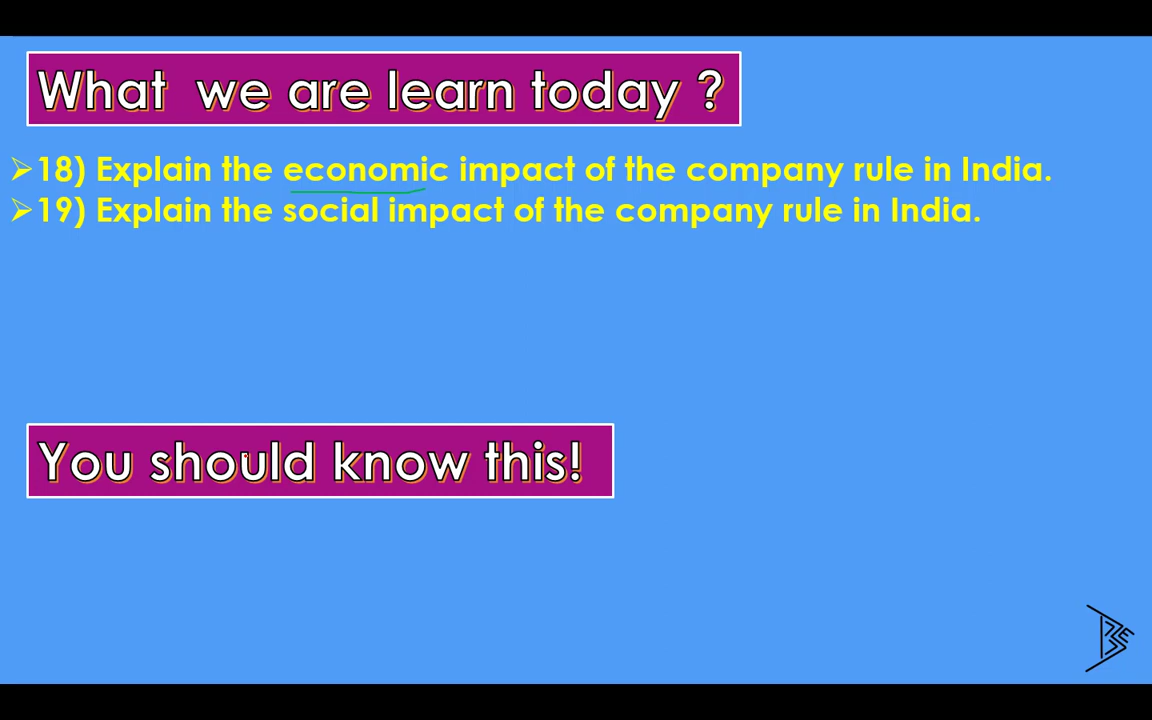 What we are learn today ?
➢18) Explain the economic impact of the company rule in India.
➢19) Explain the social impact of the company rule in India.
You should know this!